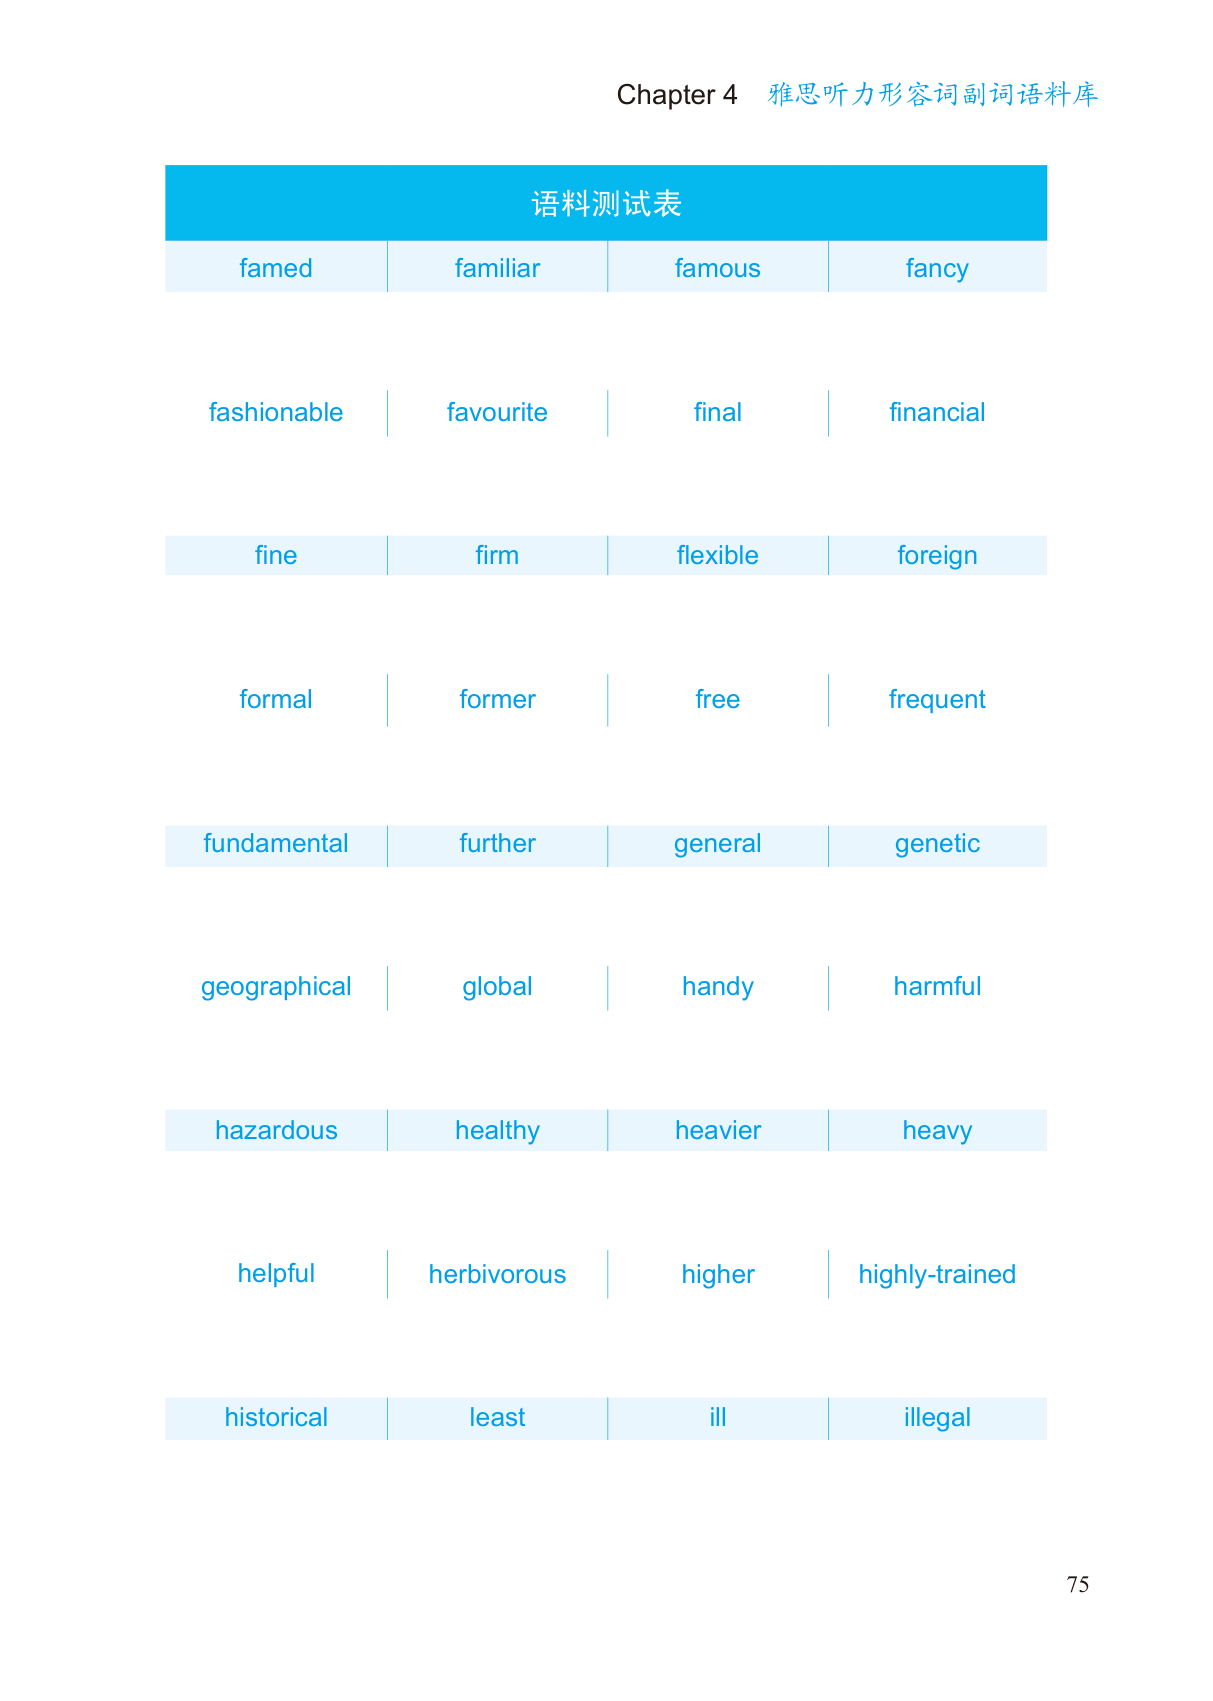 Chapter 4 雅思听力形容词副词语料库
语料测试表
famed familiar famous fancy
fashionable favourite final financial
fine firm flexible foreign
formal former free frequent
fundamental further general genetic
geographical global handy harmful
hazardous healthy heavier heavy
helpful herbivorous higher highly-trained
historical least ill illegal
75